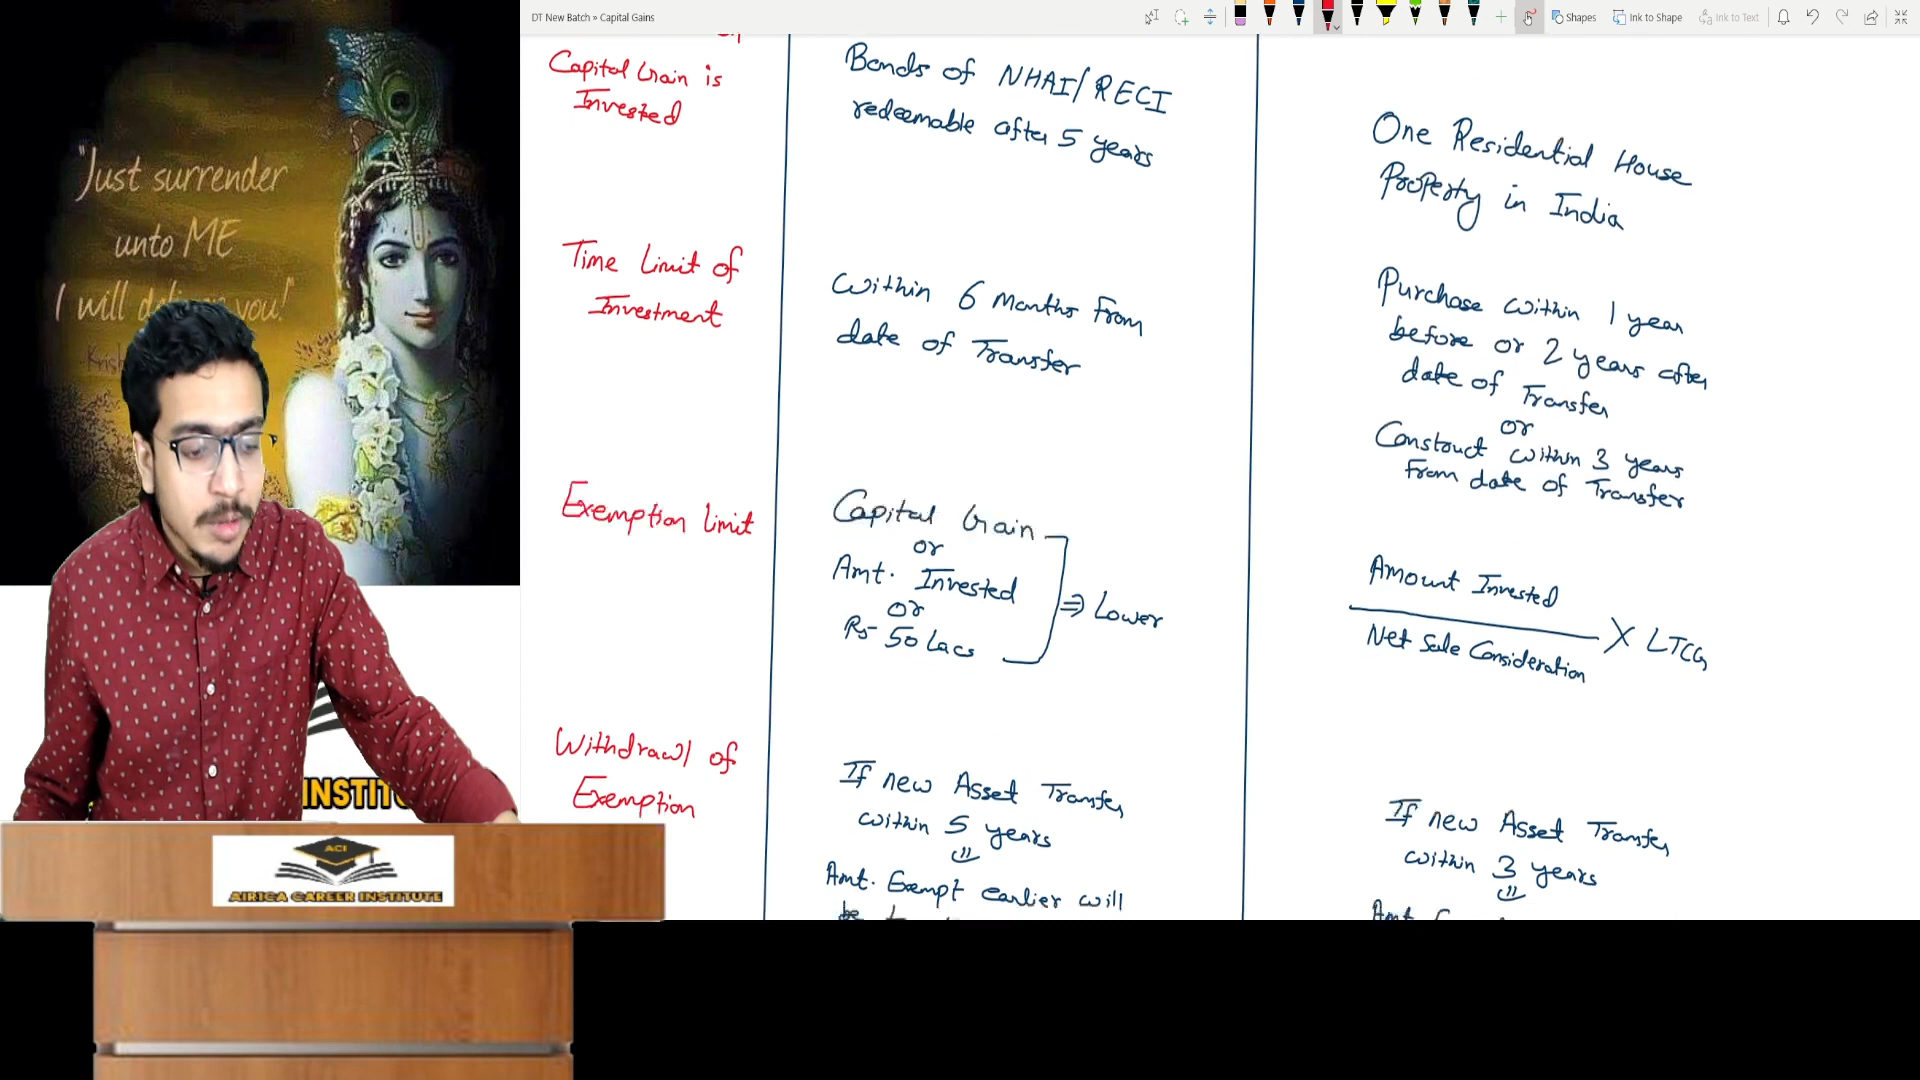 DT New Batch » Capital Gains
Shapes
Ink to Shape
Ink to Text
"Just surrender
unto ME
I will deliver you!"
Krish
Capital Gain is
Invested
Bonds of NHAI/RECI
redeemable after 5 years
One Residential House
Property in India
Time Limit of
Investment
Within 6 Months From
date of Transfer
Purchase within 1 year
before or 2 years after
date of Transfer
or
Constuct within 3 years
From date of Transfer
Exemption limit
Capital Gain
or
Amt. Invested
or
Rs- 50 Lacs
⇒ Lower
Amount Invested
Net Sale Consideration
X LTCG
Withdrawl of
Exemption
If new Asset Transfer
within 5 years
Amt. Exempt earlier will
be
If new Asset Transfer
within 3 years
Amt
INSTIT
ACI
AIRICA CAREER INSTITUTE